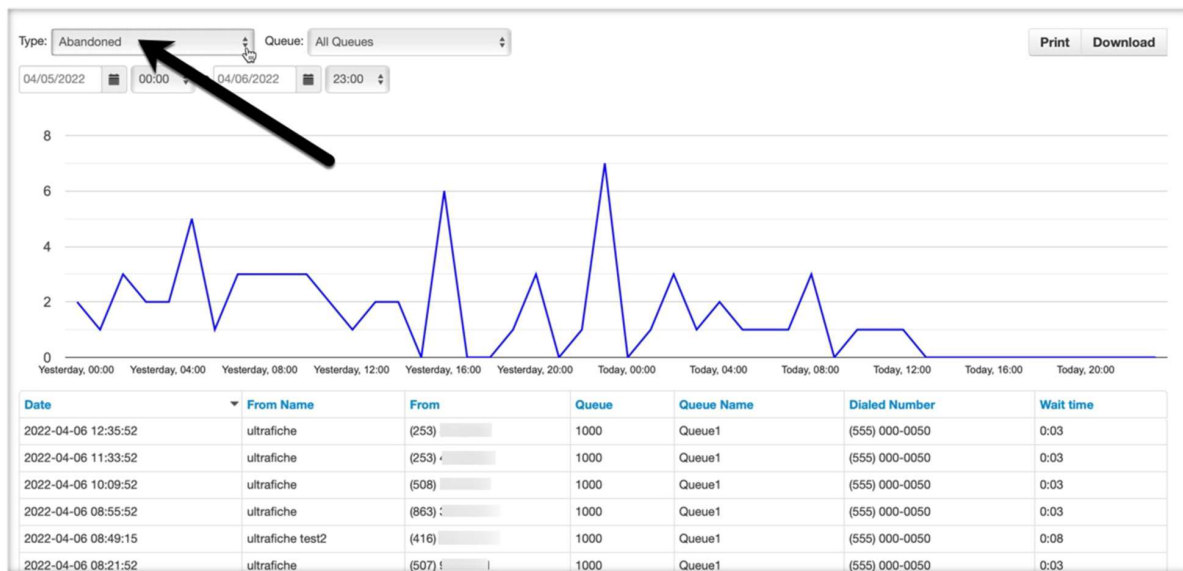 Type: Abandoned Queue: All Queues Print Download
04/05/2022 00:00 04/06/2022 23:00
8
6
4
2
0
Yesterday, 00:00 Yesterday, 04:00 Yesterday, 08:00 Yesterday, 12:00 Yesterday, 16:00 Yesterday, 20:00 Today, 00:00 Today, 04:00 Today, 08:00 Today, 12:00 Today, 16:00 Today, 20:00
Date From Name From Queue Queue Name Dialed Number Wait time
2022-04-06 12:35:52 ultrafiche (253) 1000 Queue1 (555) 000-0050 0:03
2022-04-06 11:33:52 ultrafiche (253) 1000 Queue1 (555) 000-0050 0:03
2022-04-06 10:09:52 ultrafiche (508) 1000 Queue1 (555) 000-0050 0:03
2022-04-06 08:55:52 ultrafiche (863) 1000 Queue1 (555) 000-0050 0:03
2022-04-06 08:49:15 ultrafiche test2 (416) 1000 Queue1 (555) 000-0050 0:08
2022-04-06 08:21:52 ultrafiche (507) 1000 Queue1 (555) 000-0050 0:03